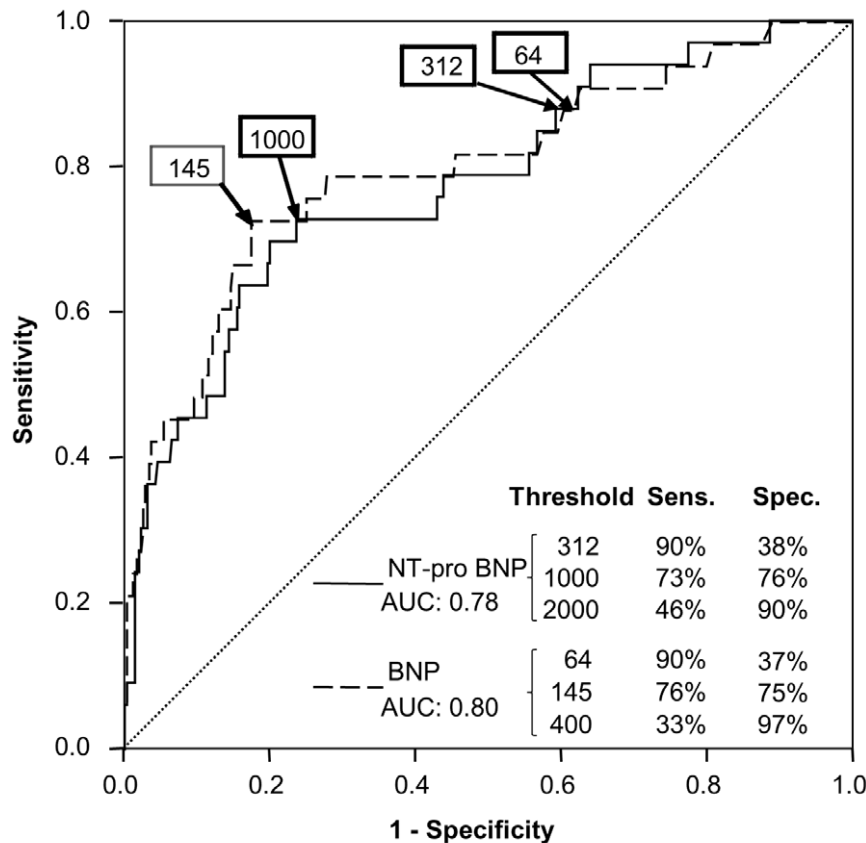 1.0
0.8
0.6
0.4
0.2
0.0
Sensitivity
312
64
145
1000
Threshold Sens. Spec.
NT-pro BNP
AUC: 0.78
312 90% 38%
1000 73% 76%
2000 46% 90%
BNP
AUC: 0.80
64 90% 37%
145 76% 75%
400 33% 97%
0.0 0.2 0.4 0.6 0.8 1.0
1 - Specificity